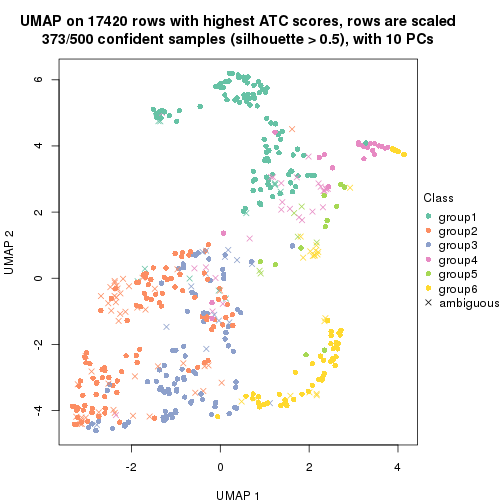 UMAP on 17420 rows with highest ATC scores, rows are scaled
373/500 confident samples (silhouette > 0.5), with 10 PCs
6
4
2
0
-2
-4
UMAP 2
-2
0
2
4
UMAP 1
Class
group1
group2
group3
group4
group5
group6
ambiguous